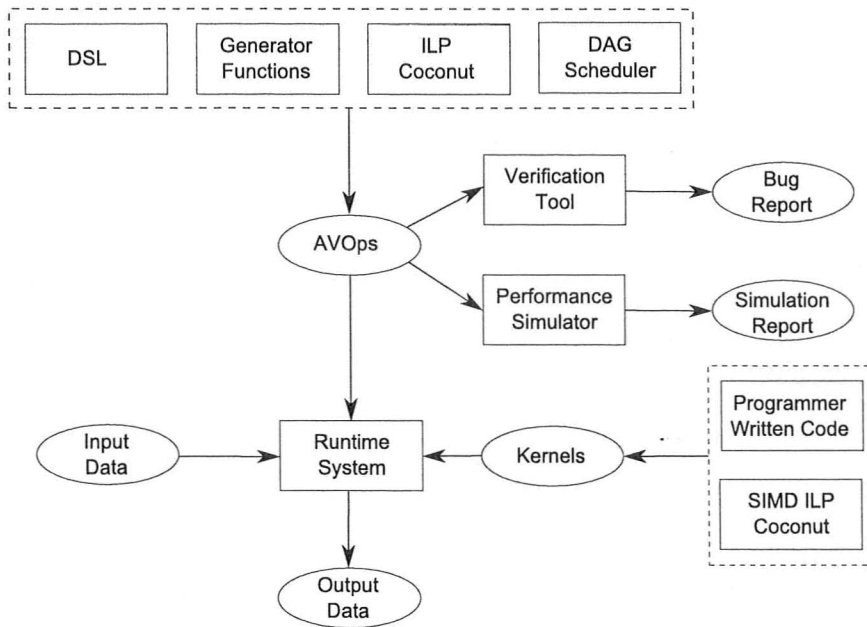 DSL
Generator
Functions
ILP
Coconut
DAG
Scheduler
Verification
Tool
Bug
Report
AVOps
Performance
Simulator
Simulation
Report
Programmer
Written Code
Input
Data
Runtime
System
Kernels
SIMD ILP
Coconut
Output
Data